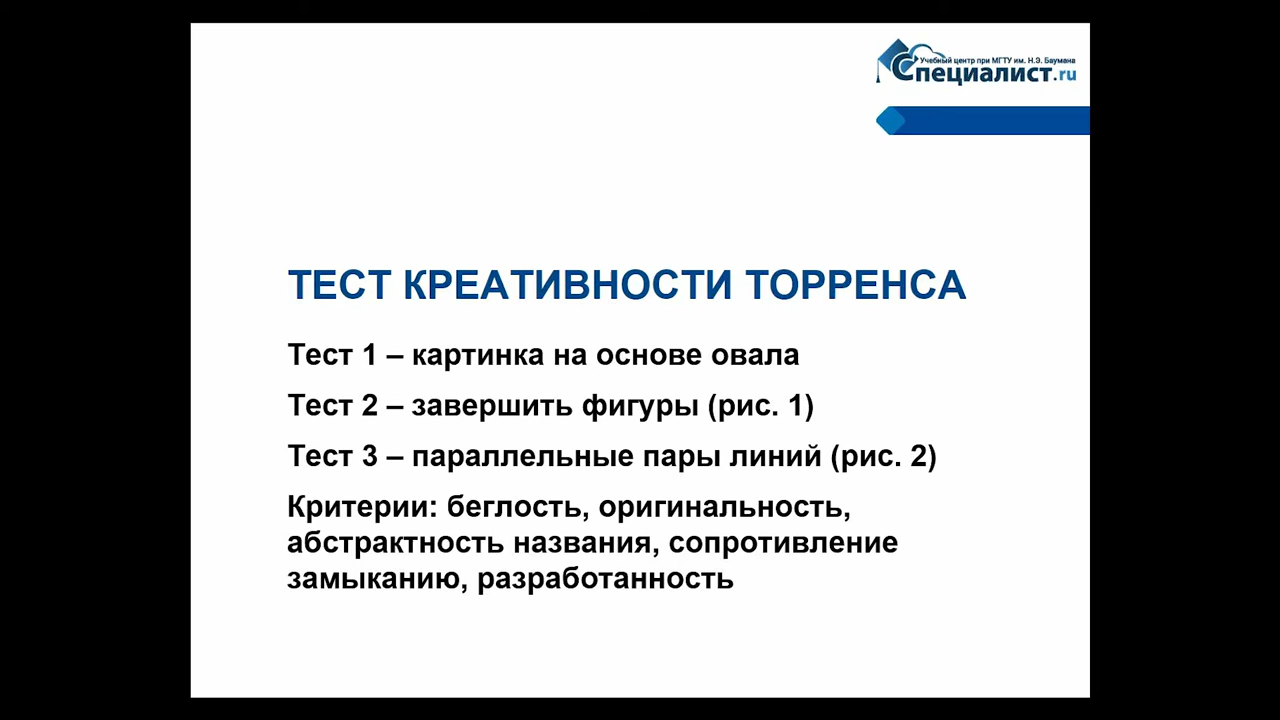 Учебный центр при МГТУ им. Н.Э. Баумана
Специалист.ru
ТЕСТ КРЕАТИВНОСТИ ТОРРЕНСА
Тест 1 – картинка на основе овала
Тест 2 – завершить фигуры (рис. 1)
Тест 3 – параллельные пары линий (рис. 2)
Критерии: беглость, оригинальность,
абстрактность названия, сопротивление
замыканию, разработанность